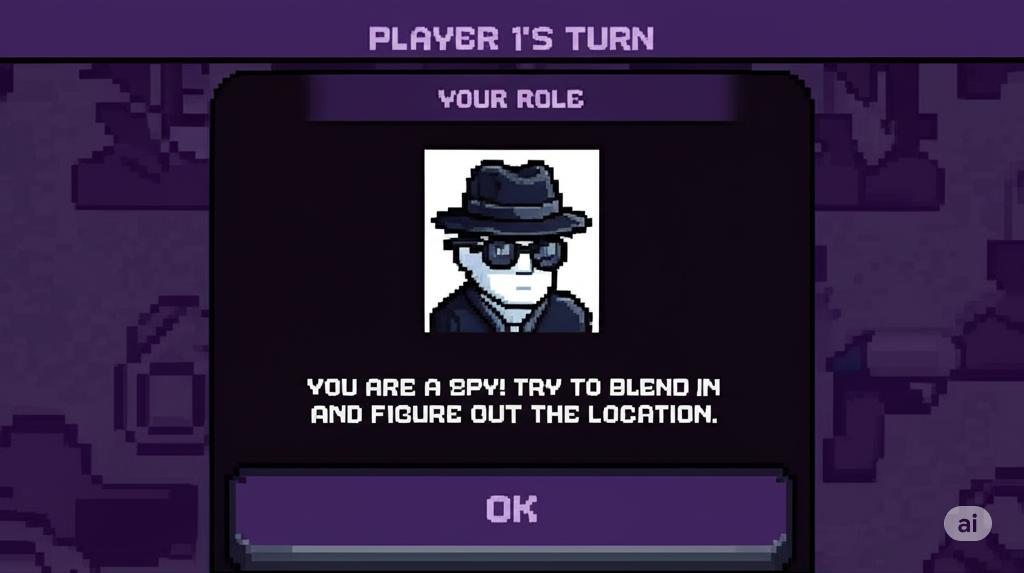 PLAYER 1'S TURN
YOUR ROLE
YOU ARE A SPY! TRY TO BLEND IN
AND FIGURE OUT THE LOCATION.
OK
ai